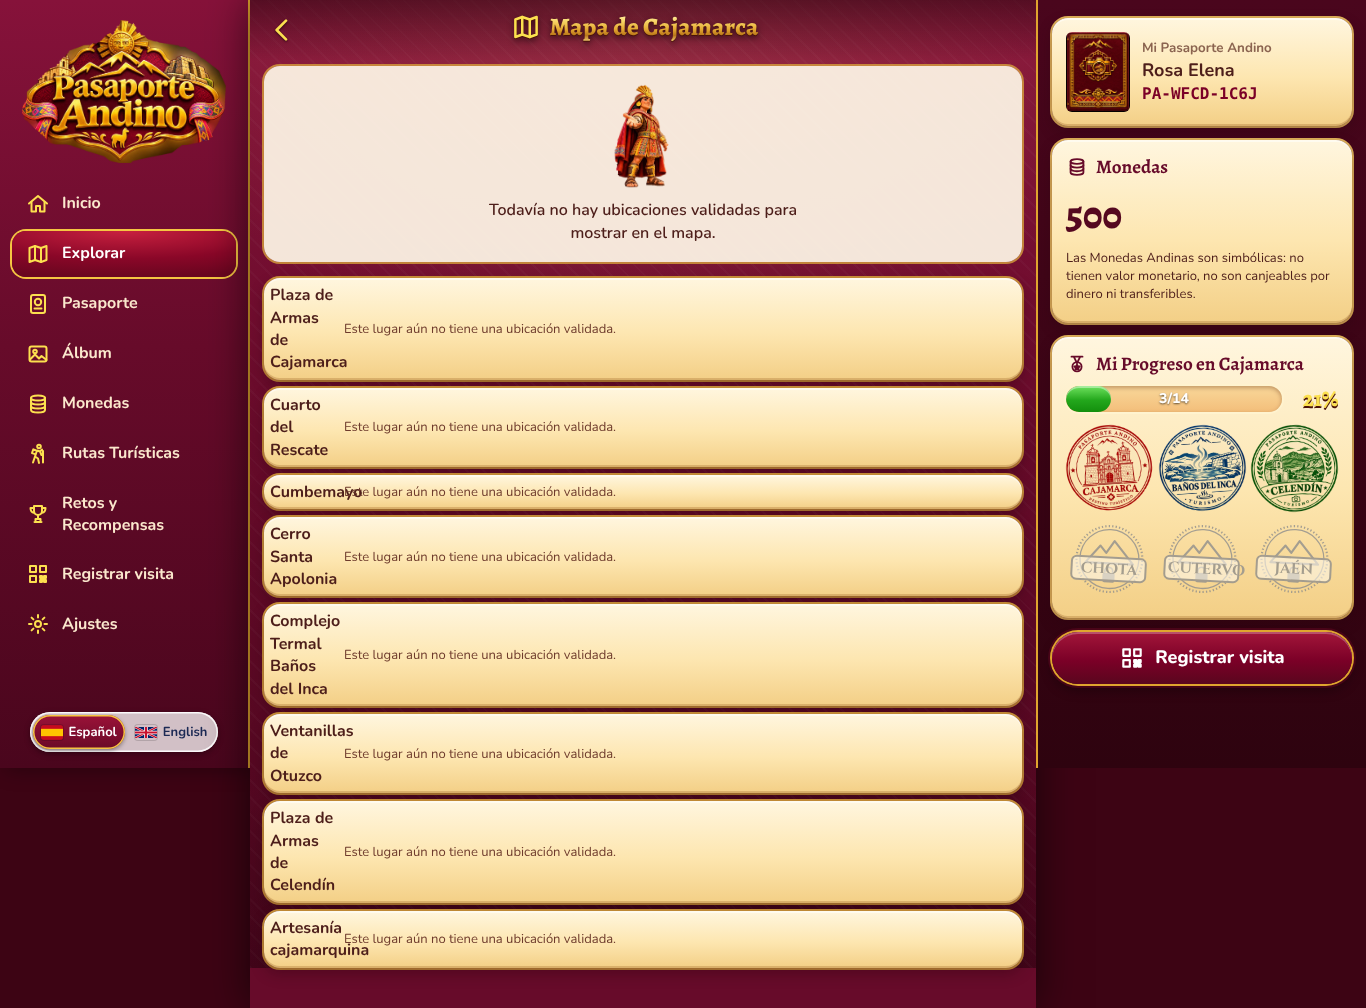 Pasaporte
Andino
Inicio
Explorar
Pasaporte
Álbum
Monedas
Rutas Turísticas
Retos y
Recompensas
Registrar visita
Ajustes
Español
English
Mapa de Cajamarca
Todavía no hay ubicaciones validadas para
mostrar en el mapa.
Plaza de
Armas
de
Cajamarca
Este lugar aún no tiene una ubicación validada.
Cuarto
del
Rescate
Este lugar aún no tiene una ubicación validada.
Cumbemayo
Este lugar aún no tiene una ubicación validada.
Cerro
Santa
Apolonia
Este lugar aún no tiene una ubicación validada.
Complejo
Termal
Baños
del Inca
Este lugar aún no tiene una ubicación validada.
Ventanillas
de
Otuzco
Este lugar aún no tiene una ubicación validada.
Plaza de
Armas
de
Celendín
Este lugar aún no tiene una ubicación validada.
Artesanía
cajamarquina
Este lugar aún no tiene una ubicación validada.
Mi Pasaporte Andino
Rosa Elena
PA-WFCD-1C6J
Monedas
500
Las Monedas Andinas son simbólicas: no
tienen valor monetario, no son canjeables por
dinero ni transferibles.
Mi Progreso en Cajamarca
3/14
21%
PASAPORTE ANDINO
CAJAMARCA
PASAPORTE ANDINO
BAÑOS DEL INCA
TURISMO
PASAPORTE ANDINO
CELENDÍN
TURISMO
CHOTA
CUTERVO
JAÉN
Registrar visita